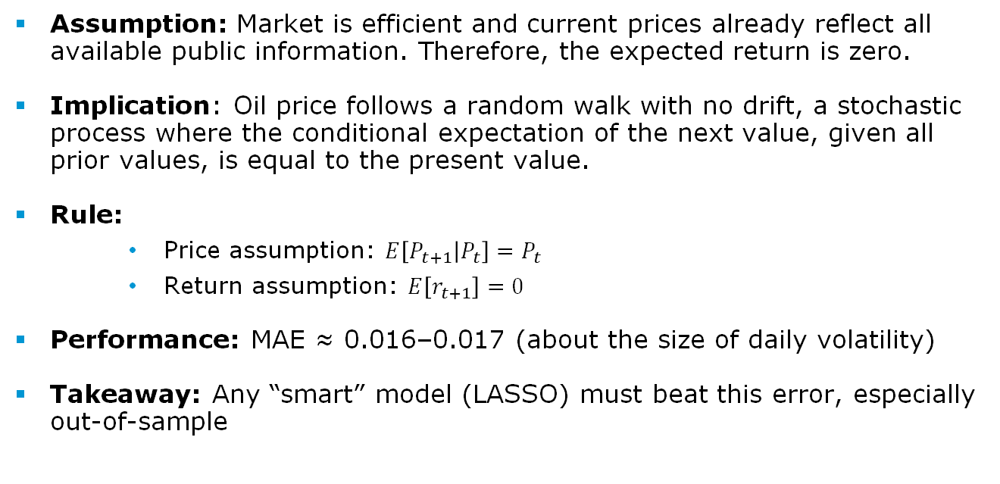 ▪ Assumption: Market is efficient and current prices already reflect all
available public information. Therefore, the expected return is zero.
▪ Implication: Oil price follows a random walk with no drift, a stochastic
process where the conditional expectation of the next value, given all
prior values, is equal to the present value.
▪ Rule:
• Price assumption: E[P_{t+1}|P_t] = P_t
• Return assumption: E[r_{t+1}] = 0
▪ Performance: MAE ≈ 0.016–0.017 (about the size of daily volatility)
▪ Takeaway: Any “smart” model (LASSO) must beat this error, especially
out-of-sample